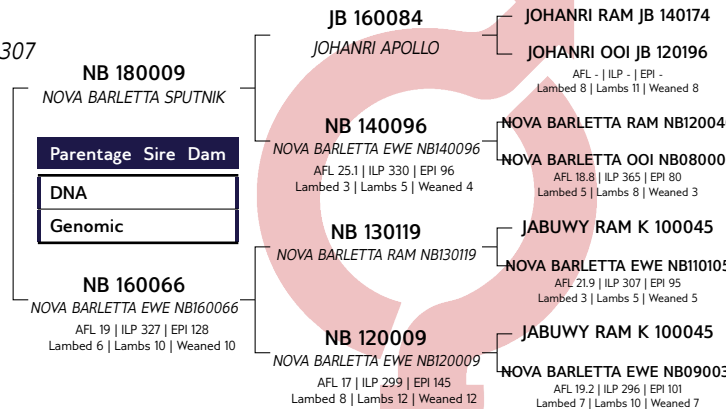 307
NB 180009
NOVA BARLETTA SPUTNIK
Parentage Sire Dam
DNA
Genomic
NB 160066
NOVA BARLETTA EWE NB160066
AFL 19 | ILP 327 | EPI 128
Lambed 6 | Lambs 10 | Weaned 10
JB 160084
JOHANRI APOLLO
NB 140096
NOVA BARLETTA EWE NB140096
AFL 25.1 | ILP 330 | EPI 96
Lambed 3 | Lambs 5 | Weaned 4
NB 130119
NOVA BARLETTA RAM NB130119
NB 120009
NOVA BARLETTA EWE NB120009
AFL 17 | ILP 299 | EPI 145
Lambed 8 | Lambs 12 | Weaned 12
JOHANRI RAM JB 140174
JOHANRI OOI JB 120196
AFL - | ILP - | EPI -
Lambed 8 | Lambs 11 | Weaned 8
NOVA BARLETTA RAM NB12004
NOVA BARLETTA OOI NB08000
AFL 18.8 | ILP 365 | EPI 80
Lambed 5 | Lambs 8 | Weaned 3
JABUWY RAM K 100045
NOVA BARLETTA EWE NB110105
AFL 21.9 | ILP 307 | EPI 95
Lambed 3 | Lambs 5 | Weaned 5
JABUWY RAM K 100045
NOVA BARLETTA EWE NB09003
AFL 19.2 | ILP 296 | EPI 101
Lambed 7 | Lambs 10 | Weaned 7